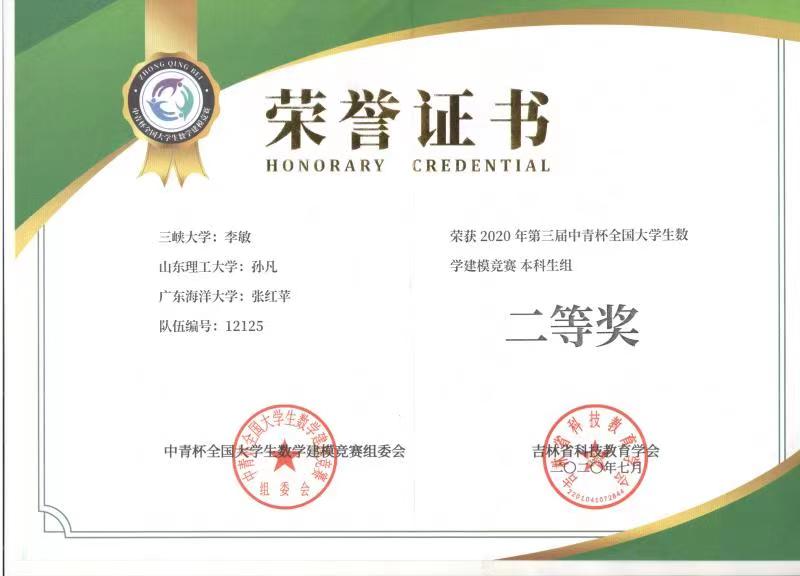 ZHONG QING BEI
中青杯全国大学生数学建模竞赛
荣誉证书
HONORARY CREDENTIAL
三峡大学：李敏
山东理工大学：孙凡
广东海洋大学：张红苹
队伍编号：12125
荣获 2020 年第三届中青杯全国大学生数
学建模竞赛 本科生组
二等奖
中青杯全国大学生数学建模竞赛组委会
中青杯全国大学生数学建模竞赛
组委会
吉林省科技教育学会
二〇二〇年七月
吉林省科技教育学会
2201041072844